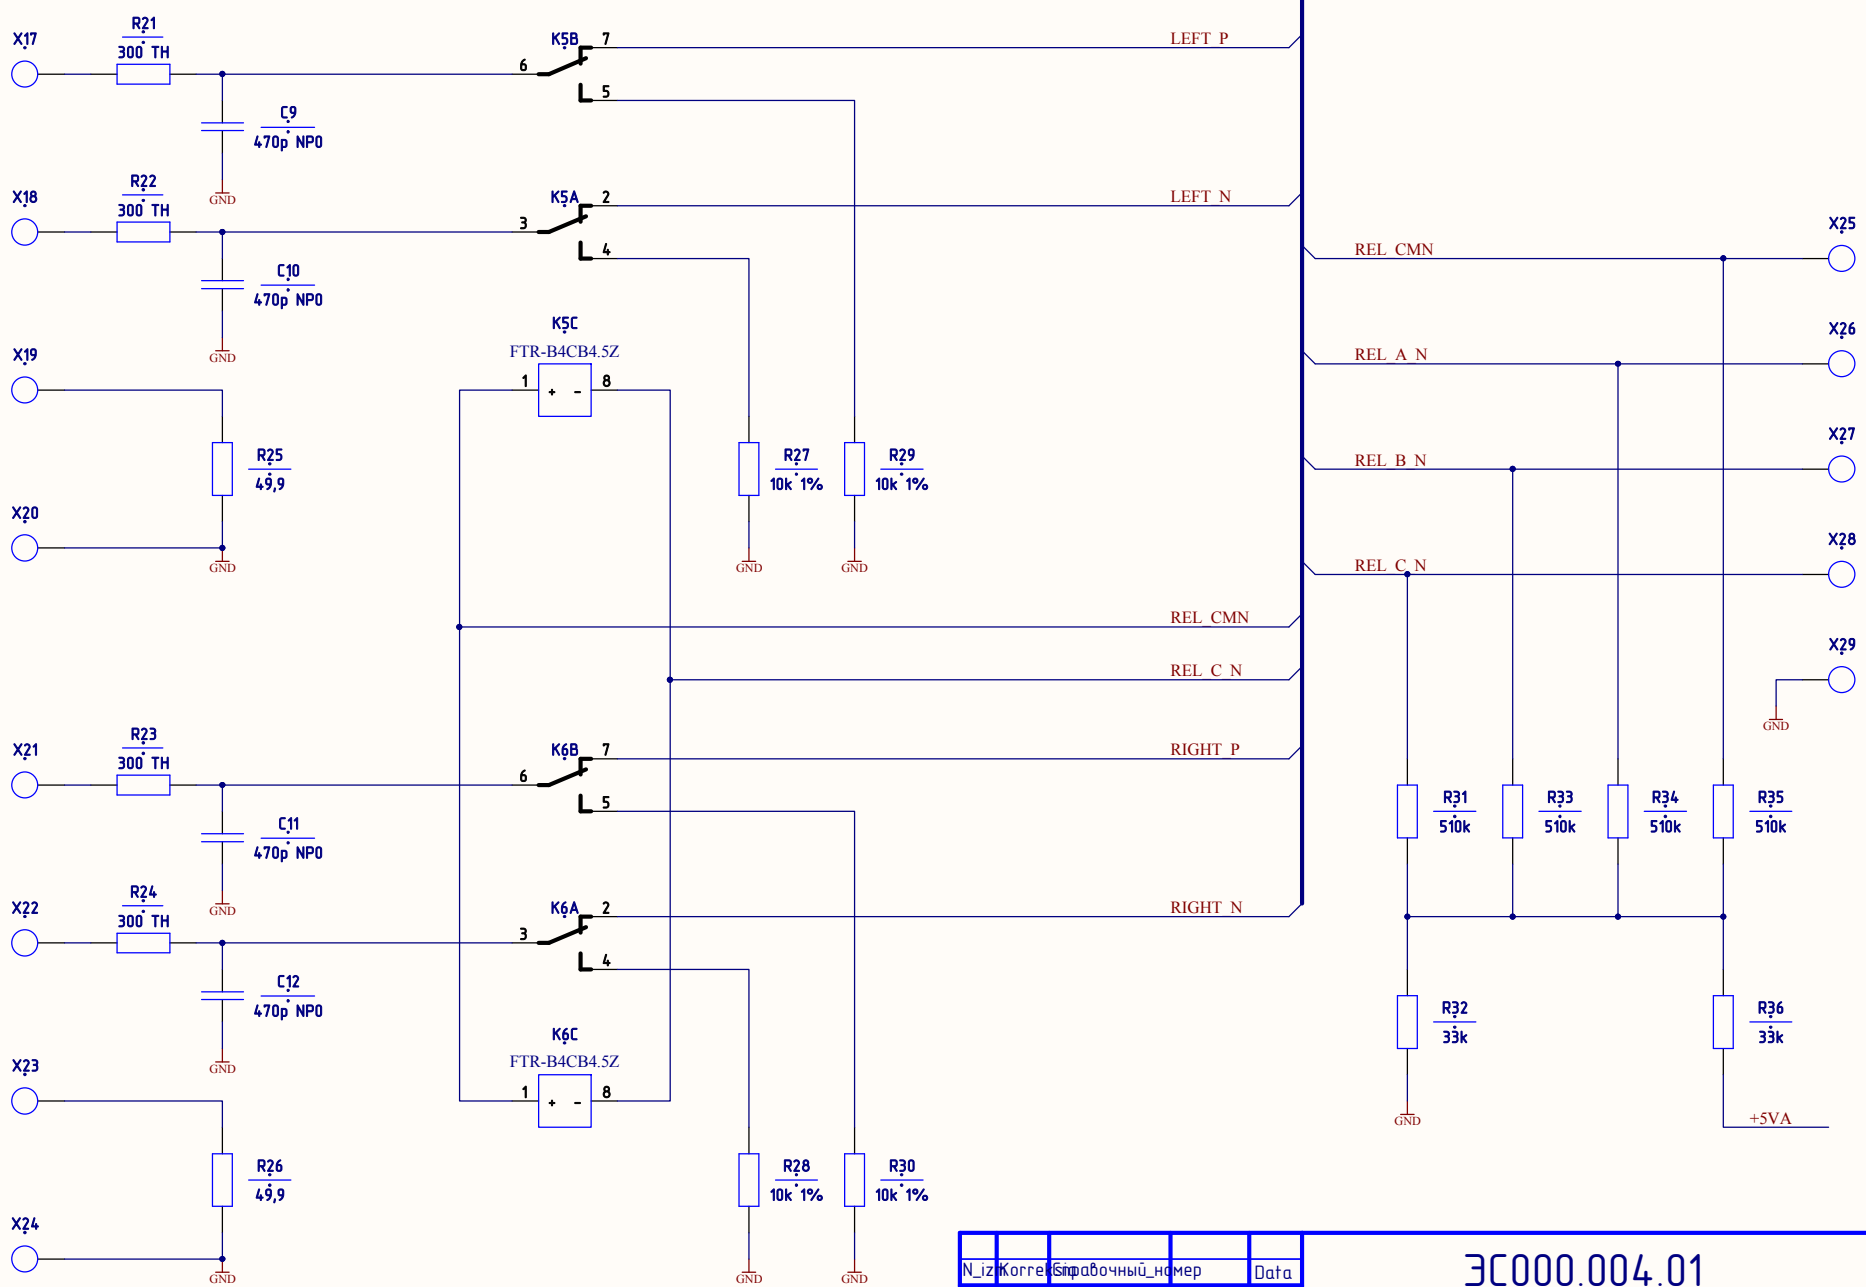 X17
R21
300 TH
C9
470p NP0
GND
K5B
6
7
5
LEFT_P
X18
R22
300 TH
C10
470p NP0
GND
K5A
3
2
4
LEFT_N
X19
X20
R25
49,9
GND
K5C
FTR-B4CB4.5Z
1
+ -
8
R27
10k 1%
GND
R29
10k 1%
GND
REL_CMN
REL_C_N
X21
R23
300 TH
C11
470p NP0
GND
K6B
6
7
5
RIGHT_P
X22
R24
300 TH
C12
470p NP0
GND
K6A
3
2
4
RIGHT_N
X23
X24
R26
49,9
GND
K6C
FTR-B4CB4.5Z
1
+ -
8
R28
10k 1%
GND
R30
10k 1%
GND
REL_CMN
X25
REL_A_N
X26
REL_B_N
X27
REL_C_N
X28
X29
GND
R31
510k
R33
510k
R34
510k
R35
510k
R32
33k
GND
R36
33k
+5VA
Справочный_номер
Data
ЭС000.004.01